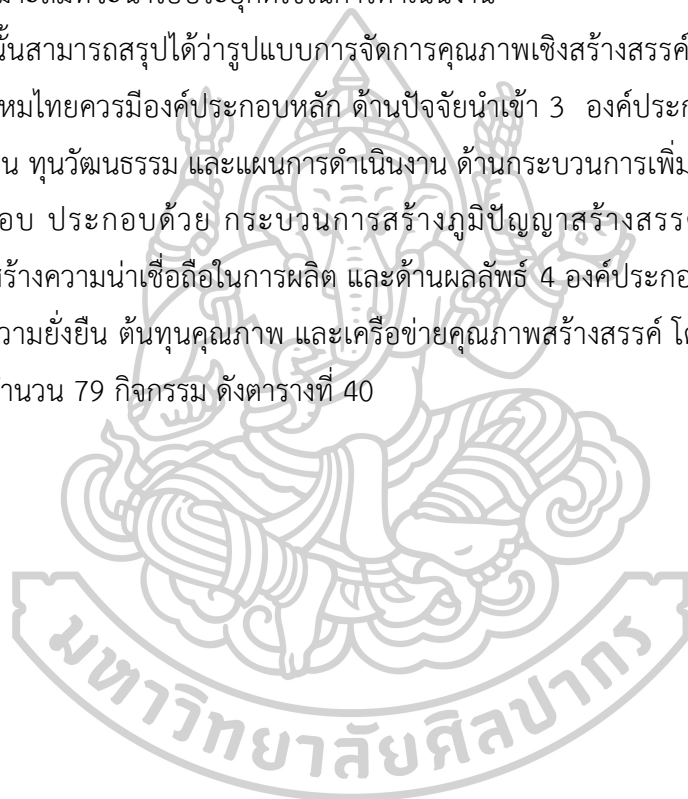 นั้นสามารถสรุปได้ว่ารูปแบบการจัดการคุณภาพเชิงสร้างสรรค์
หมไทยควรมีองค์ประกอบหลัก ด้านปัจจัยนำเข้า 3 องค์ประก
น ทุนวัฒนธรรม และแผนการดำเนินงาน ด้านกระบวนการเพิ่ม
อบ ประกอบด้วย กระบวนการสร้างภูมิปัญญาสร้างสรร
สร้างความน่าเชื่อถือในการผลิต และด้านผลลัพธ์ 4 องค์ประกอ
วามยั่งยืน ต้นทุนคุณภาพ และเครือข่ายคุณภาพสร้างสรรค์ โด
ำนวน 79 กิจกรรม ดังตารางที่ 40
มหาวิทยาลัยศิลปากร